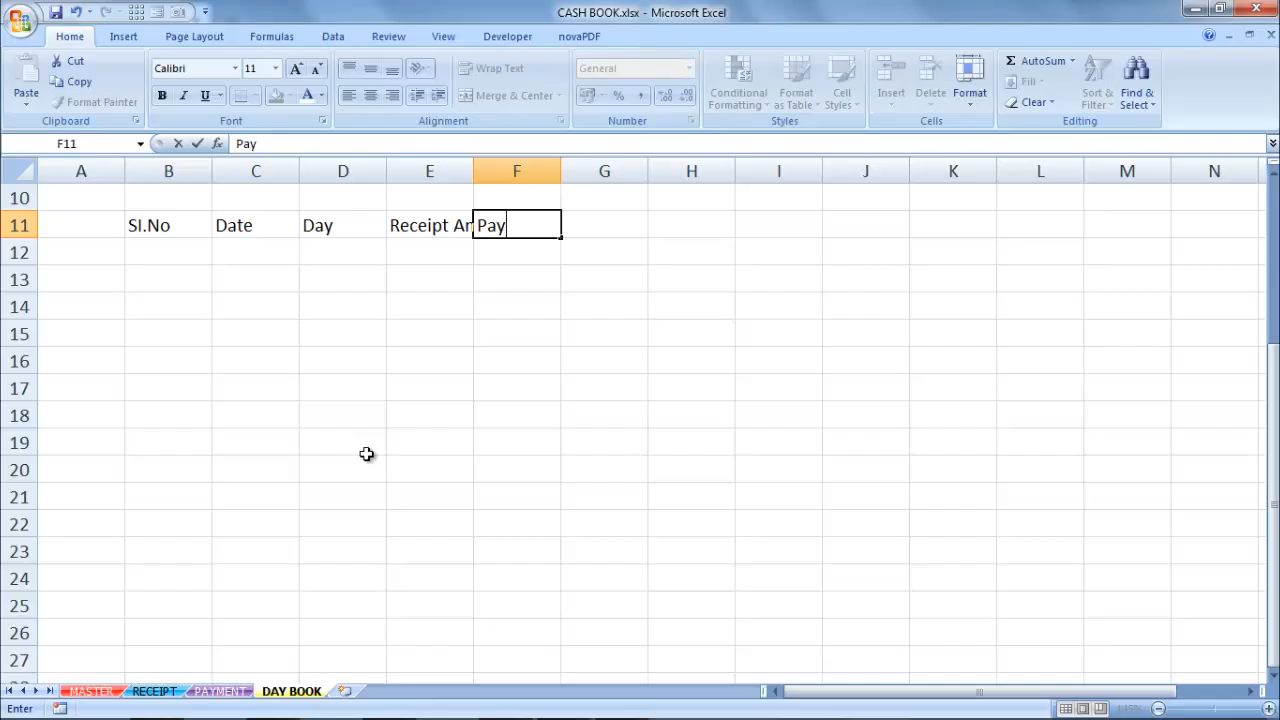 CASH BOOK.xlsx - Microsoft Excel
Home Insert Page Layout Formulas Data Review View Developer novaPDF
Paste Cut Copy Format Painter Clipboard
Calibri 11 B I U A Font
Wrap Text Merge & Center Alignment
General % , Number
Conditional Formatting Format as Table Cell Styles Styles
Insert Delete Format Cells
Σ AutoSum Fill Clear Sort & Filter Find & Select Editing
F11 fx Pay
A B C D E F G H I J K L M N
10
11 SI.No Date Day Receipt Am Pay
12
13
14
15
16
17
18
19
20
21
22
23
24
25
26
27
MASTER RECEIPT PAYMENT DAY BOOK
Enter